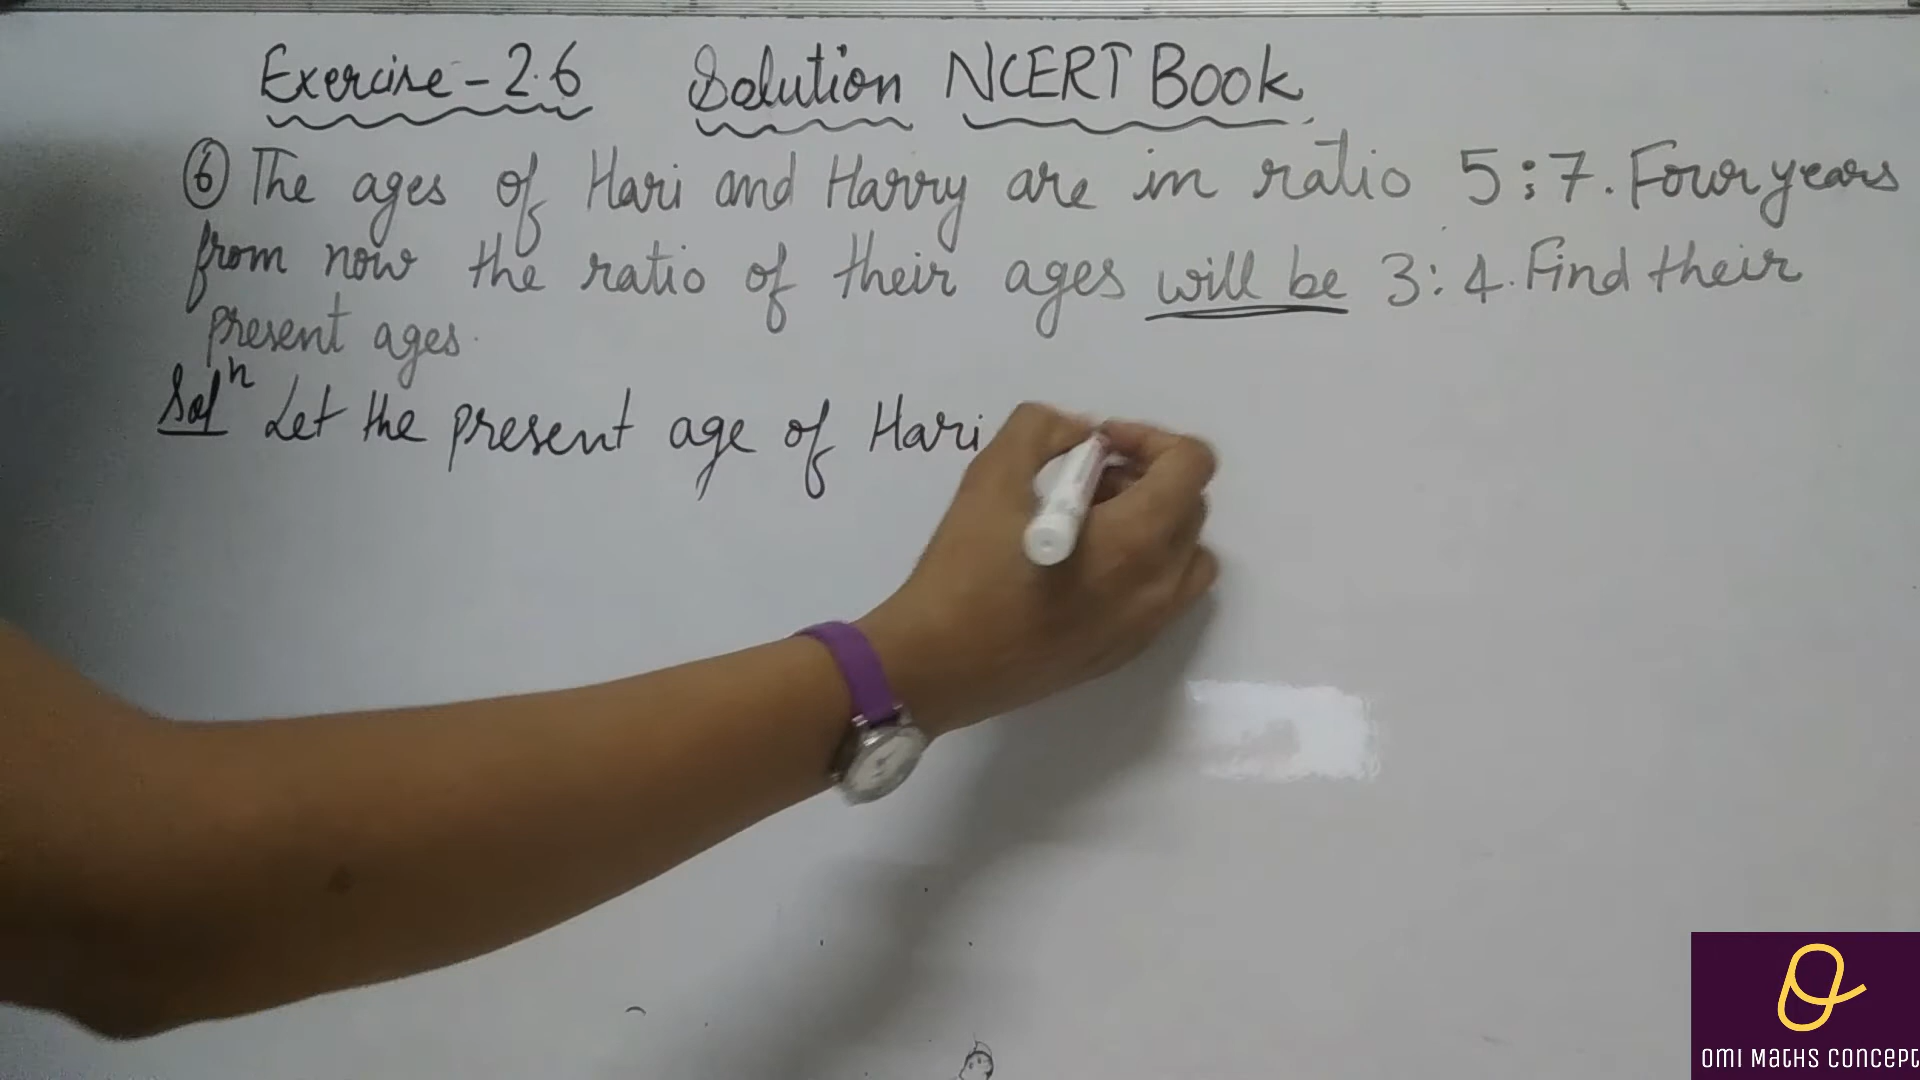 Exercise-2.6 Solution NCERT Book
⑥ The ages of Hari and Harry are in ratio 5:7. Four years
from now the ratio of their ages will be 3:4. Find their
present ages.
Solⁿ Let the present age of Hari
OMI MATHS CONCEPT